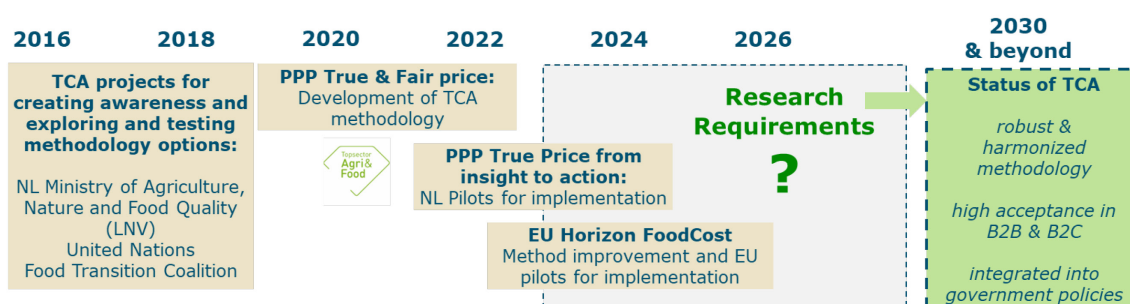 2016
2018
2020
2022
2024
2026
2030
& beyond
TCA projects for
creating awareness and
exploring and testing
methodology options:
NL Ministry of Agriculture,
Nature and Food Quality
(LNV)
United Nations
Food Transition Coalition
PPP True & Fair price:
Development of TCA
methodology
Topsector
Agri&
Food
PPP True Price from
insight to action:
NL Pilots for implementation
EU Horizon FoodCost
Method improvement and EU
pilots for implementation
Research
Requirements
?
Status of TCA
robust &
harmonized
methodology
high acceptance in
B2B & B2C
integrated into
government policies